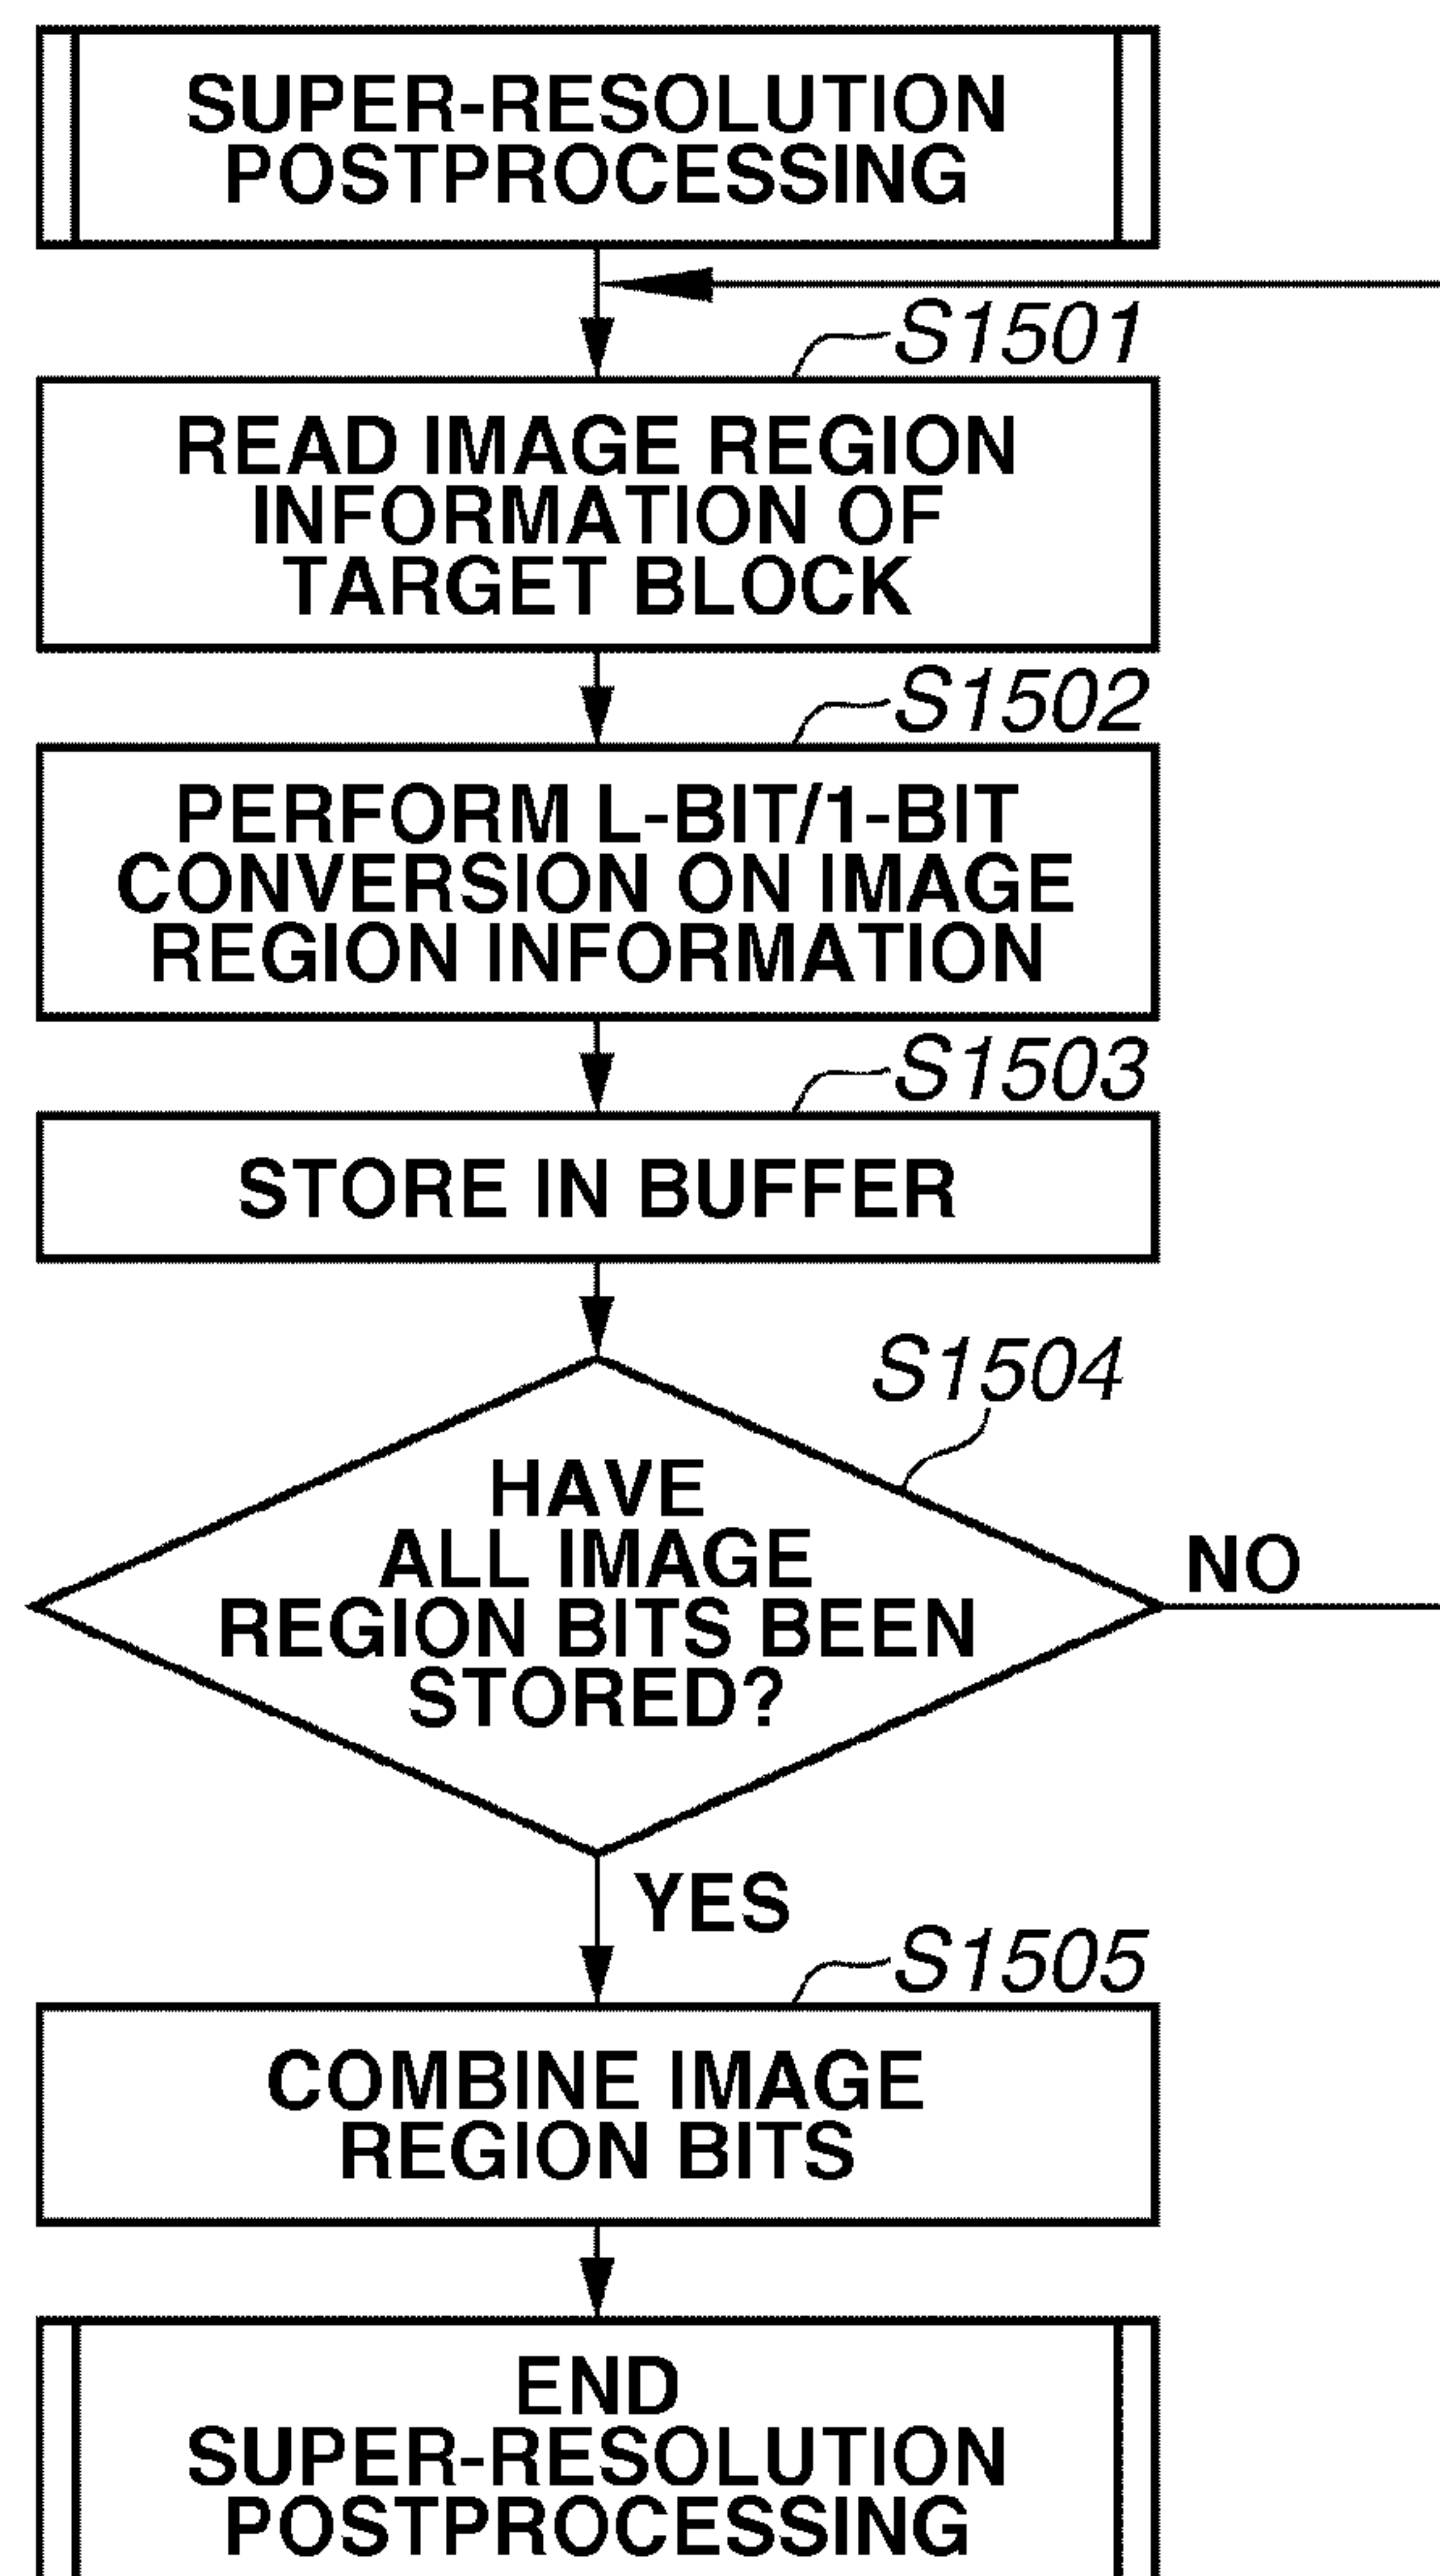 SUPER-RESOLUTION
POSTPROCESSING
S1501
READ IMAGE REGION
INFORMATION OF
TARGET BLOCK
S1502
PERFORM L-BIT/1-BIT
CONVERSION ON IMAGE
REGION INFORMATION
S1503
STORE IN BUFFER
S1504
HAVE
ALL IMAGE
REGION BITS BEEN
STORED?
NO
YES
S1505
COMBINE IMAGE
REGION BITS
END
SUPER-RESOLUTION
POSTPROCESSING